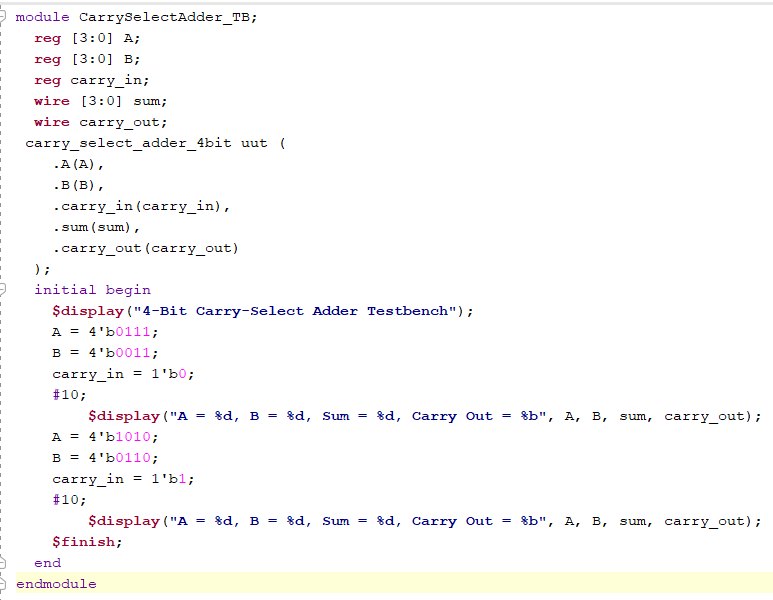 module CarrySelectAdder_TB;
  reg [3:0] A;
  reg [3:0] B;
  reg carry_in;
  wire [3:0] sum;
  wire carry_out;
 carry_select_adder_4bit uut (
    .A(A),
    .B(B),
    .carry_in(carry_in),
    .sum(sum),
    .carry_out(carry_out)
  );
  initial begin
    $display("4-Bit Carry-Select Adder Testbench");
    A = 4'b0111;
    B = 4'b0011;
    carry_in = 1'b0;
    #10;
        $display("A = %d, B = %d, Sum = %d, Carry Out = %b", A, B, sum, carry_out);
    A = 4'b1010;
    B = 4'b0110;
    carry_in = 1'b1;
    #10;
        $display("A = %d, B = %d, Sum = %d, Carry Out = %b", A, B, sum, carry_out);
    $finish;
  end
endmodule